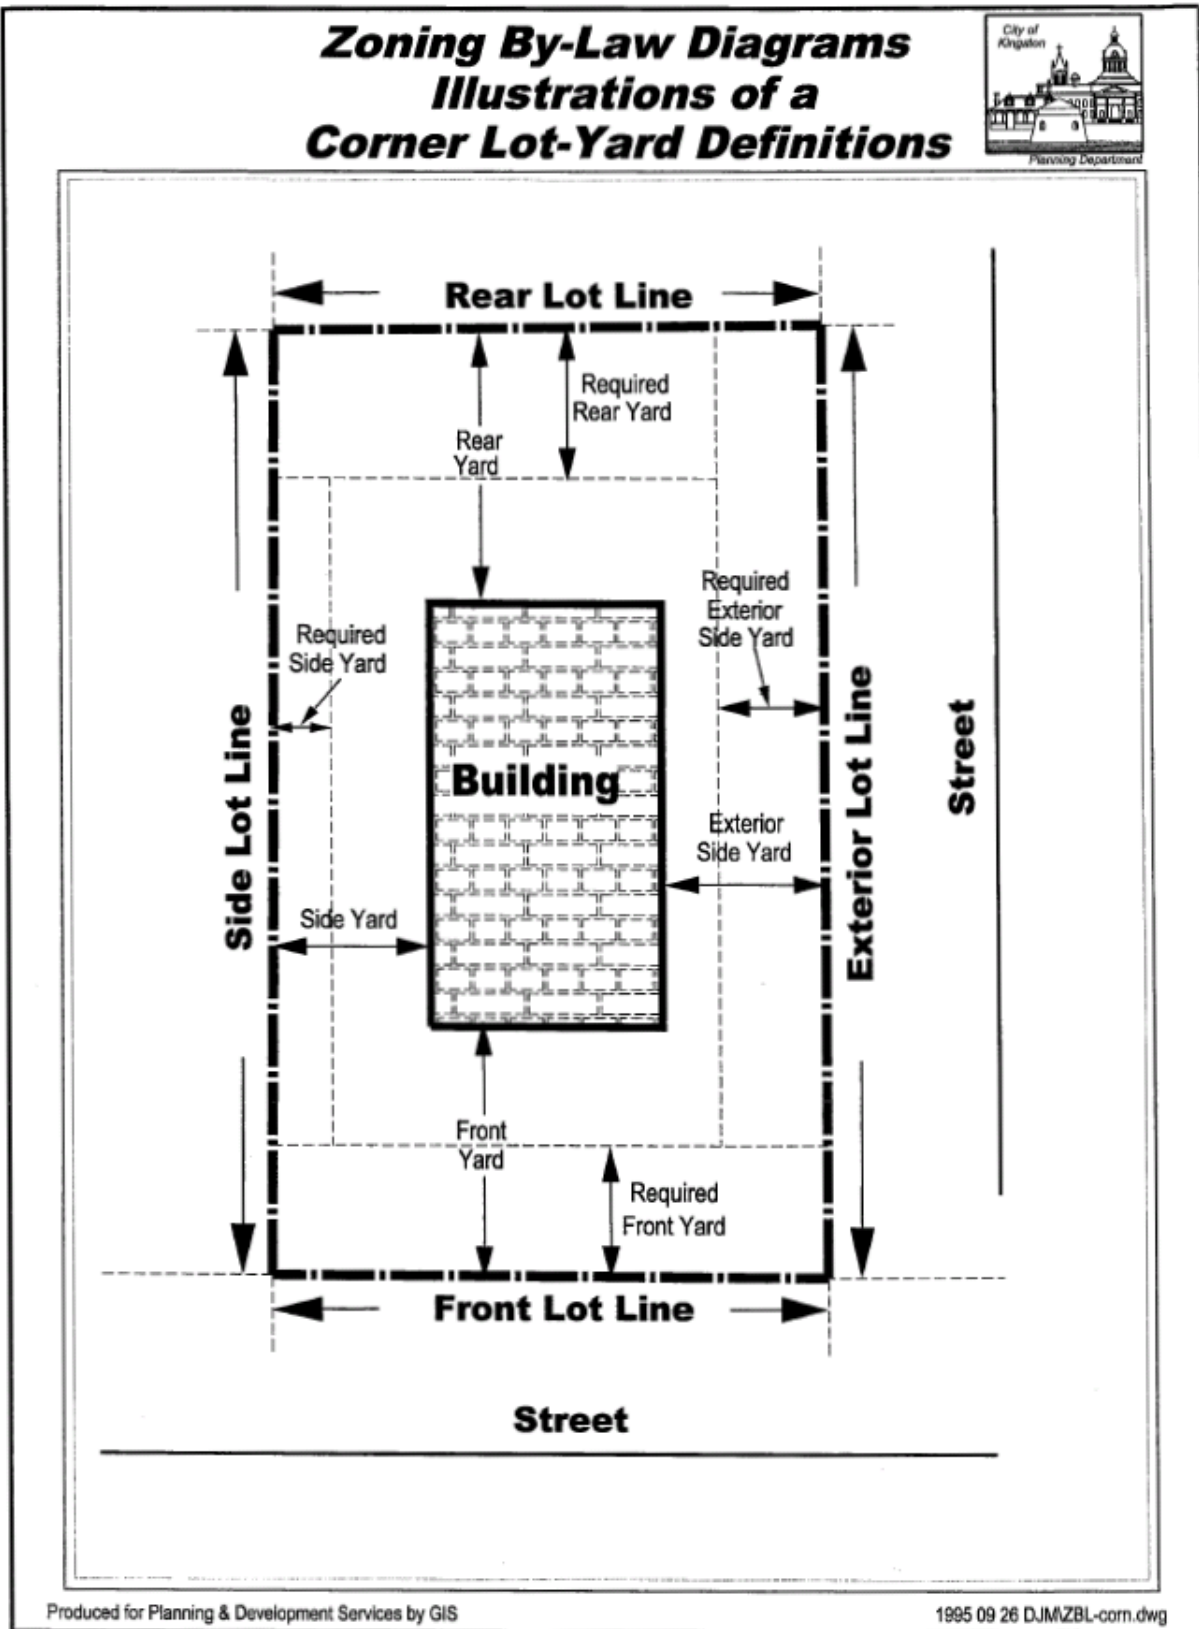 Zoning By-Law Diagrams
Illustrations of a
Corner Lot-Yard Definitions
City of
Kingston
Planning Department
Rear Lot Line
Required
Rear Yard
Rear
Yard
Required
Exterior
Side Yard
Required
Side Yard
Side Lot Line
Building
Exterior Lot Line
Street
Exterior
Side Yard
Side Yard
Front
Yard
Required
Front Yard
Front Lot Line
Street
Produced for Planning & Development Services by GIS
1995 09 26 DJM\ZBL-corn.dwg